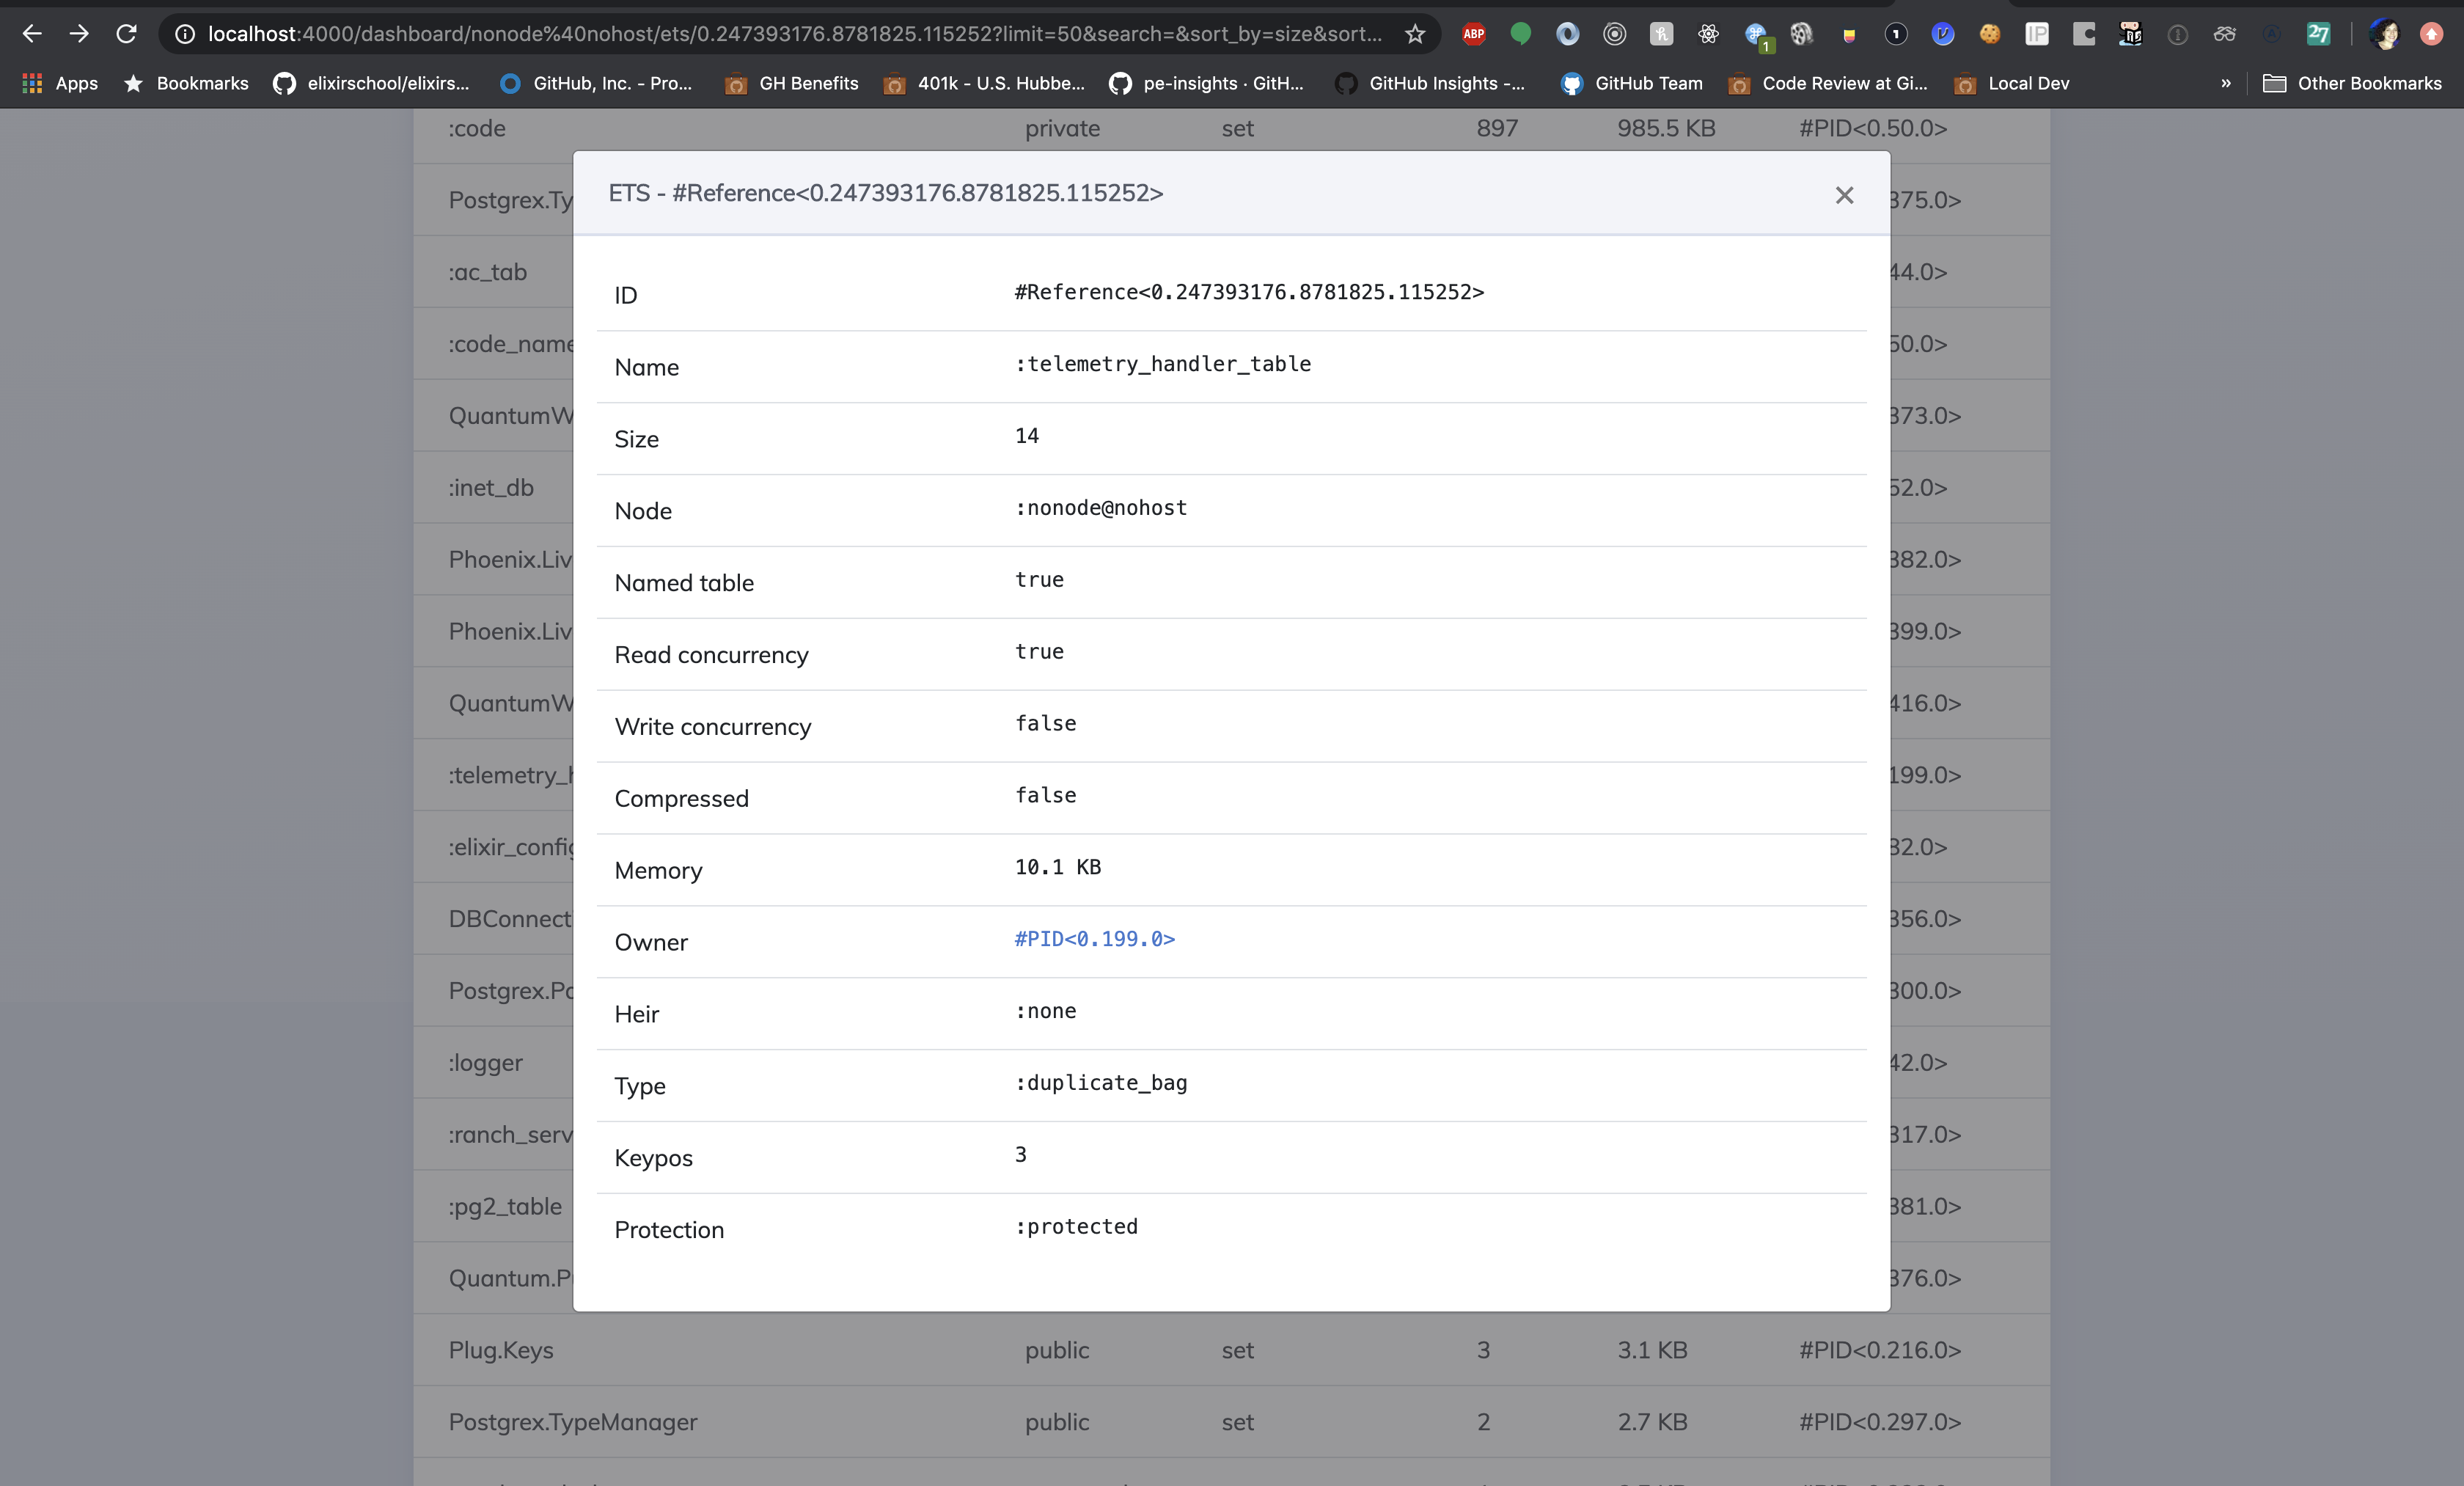 localhost:4000/dashboard/nonode%40nohost/ets/0.247393176.8781825.115252?limit=50&search=&sort_by=size&sort...
ABP 1 1 IP 27
Apps Bookmarks elixirschool/elixirs... GitHub, Inc. - Pro... GH Benefits 401k - U.S. Hubbe... pe-insights · GitH... GitHub Insights -... GitHub Team Code Review at Gi... Local Dev » Other Bookmarks
:code private set 897 985.5 KB #PID<0.50.0>
ETS - #Reference<0.247393176.8781825.115252>
Postgrex.Ty 375.0>
:ac_tab 44.0>
ID #Reference<0.247393176.8781825.115252>
:code_name 50.0>
Name :telemetry_handler_table
QuantumW 373.0>
Size 14
:inet_db 52.0>
Node :nonode@nohost
Phoenix.Liv 382.0>
Named table true
Phoenix.Liv 399.0>
Read concurrency true
QuantumW 416.0>
Write concurrency false
:telemetry_h 199.0>
Compressed false
:elixir_config 32.0>
Memory 10.1 KB
DBConnect 356.0>
Owner #PID<0.199.0>
Postgrex.Pa 300.0>
Heir :none
:logger 42.0>
Type :duplicate_bag
:ranch_serv 317.0>
Keypos 3
:pg2_table 381.0>
Protection :protected
Quantum.P 376.0>
Plug.Keys public set 3 3.1 KB #PID<0.216.0>
Postgrex.TypeManager public set 2 2.7 KB #PID<0.297.0>